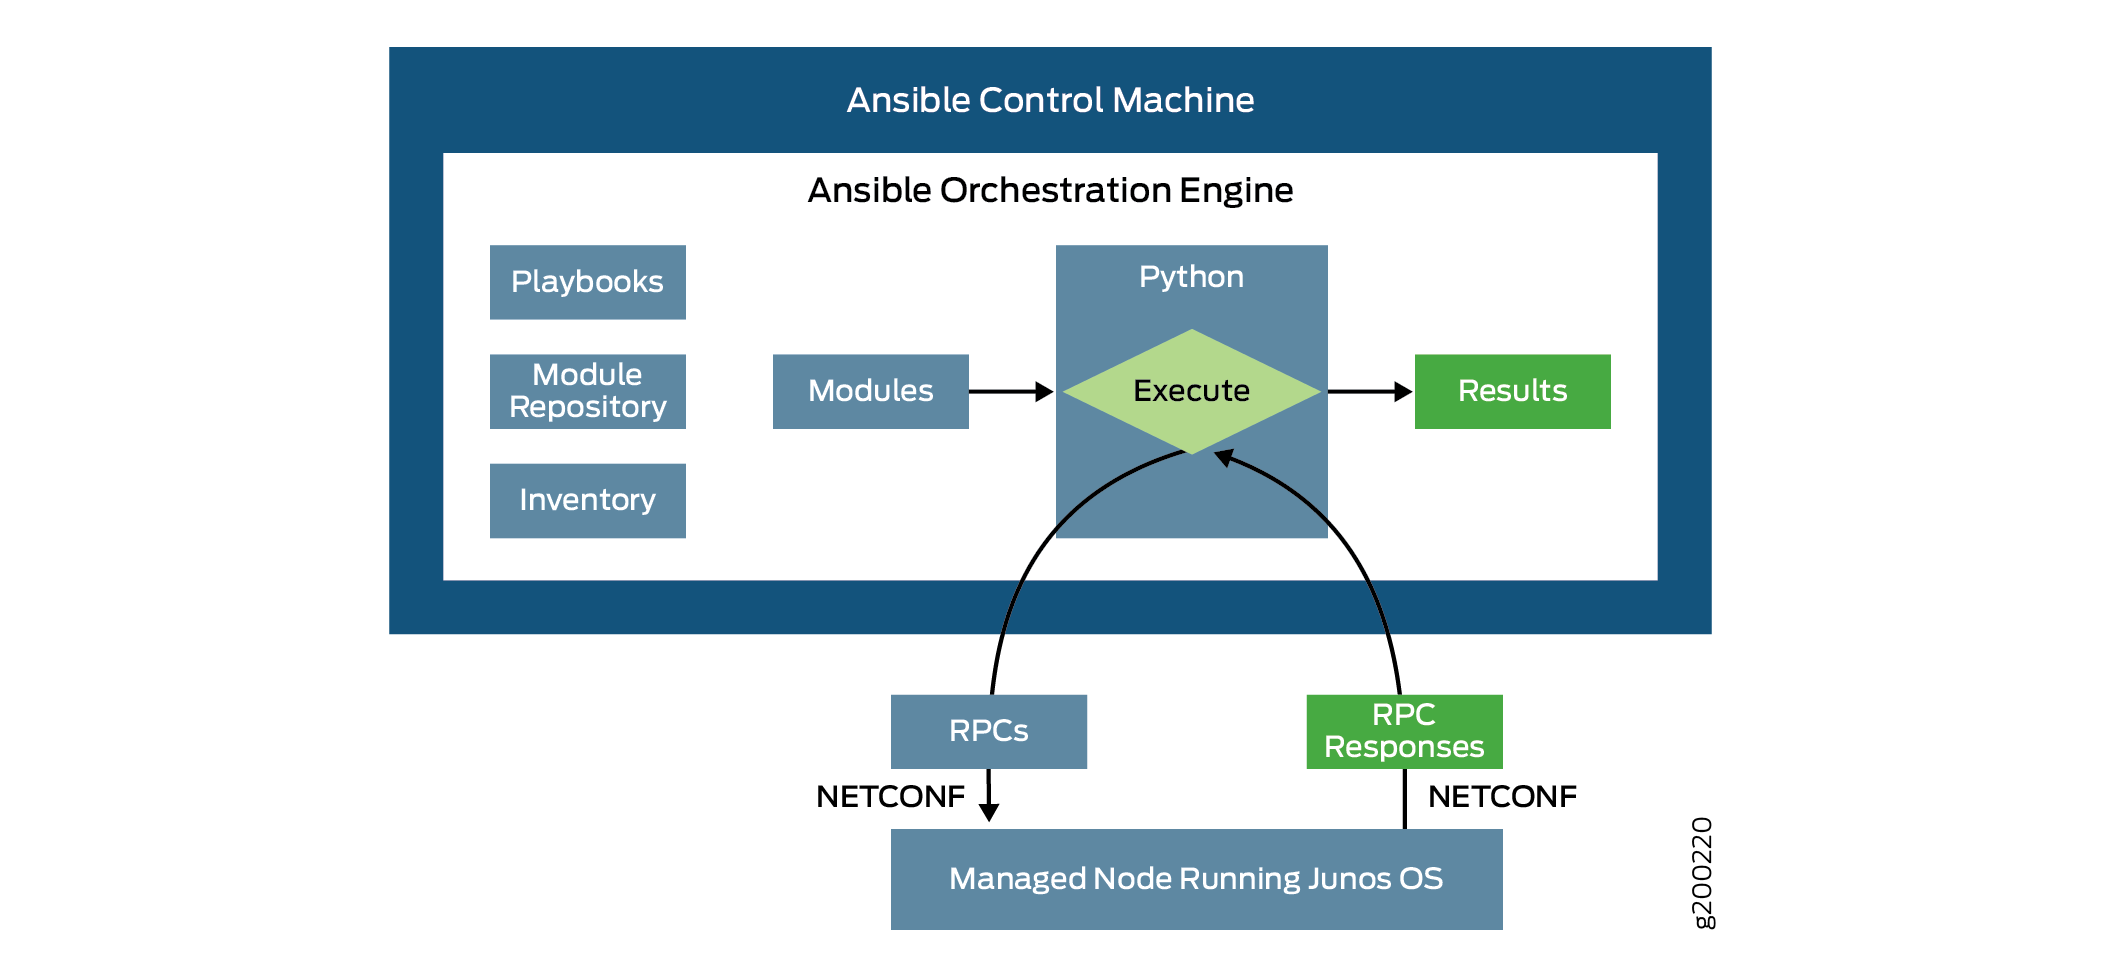 Ansible Control Machine
Ansible Orchestration Engine
Playbooks
Module
Repository
Inventory
Modules
Python
Execute
Results
RPCs
RPC
Responses
NETCONF
NETCONF
Managed Node Running Junos OS
g200220